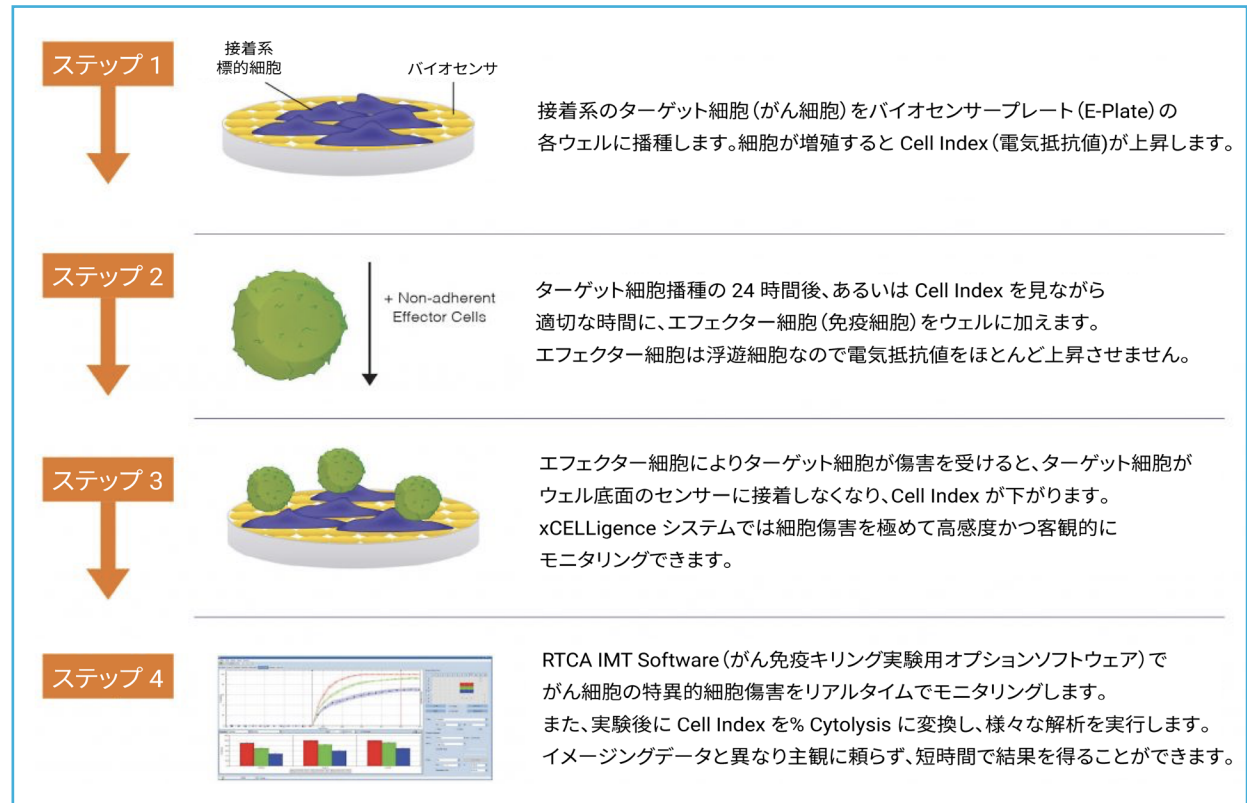 ステップ 1
接着系
標的細胞
バイオセンサ
接着系のターゲット細胞（がん細胞）をバイオセンサープレート（E-Plate）の
各ウェルに播種します。細胞が増殖すると Cell Index（電気抵抗値)が上昇します。
ステップ 2
+ Non-adherent
Effector Cells
ターゲット細胞播種の 24 時間後、あるいは Cell Index を見ながら
適切な時間に、エフェクター細胞（免疫細胞）をウェルに加えます。
エフェクター細胞は浮遊細胞なので電気抵抗値をほとんど上昇させません。
ステップ 3
エフェクター細胞によりターゲット細胞が傷害を受けると、ターゲット細胞が
ウェル底面のセンサーに接着しなくなり、Cell Index が下がります。
xCELLigence システムでは細胞傷害を極めて高感度かつ客観的に
モニタリングできます。
ステップ 4
RTCA IMT Software（がん免疫キリング実験用オプションソフトウェア）で
がん細胞の特異的細胞傷害をリアルタイムでモニタリングします。
また、実験後に Cell Index を% Cytolysis に変換し、様々な解析を実行します。
イメージングデータと異なり主観に頼らず、短時間で結果を得ることができます。